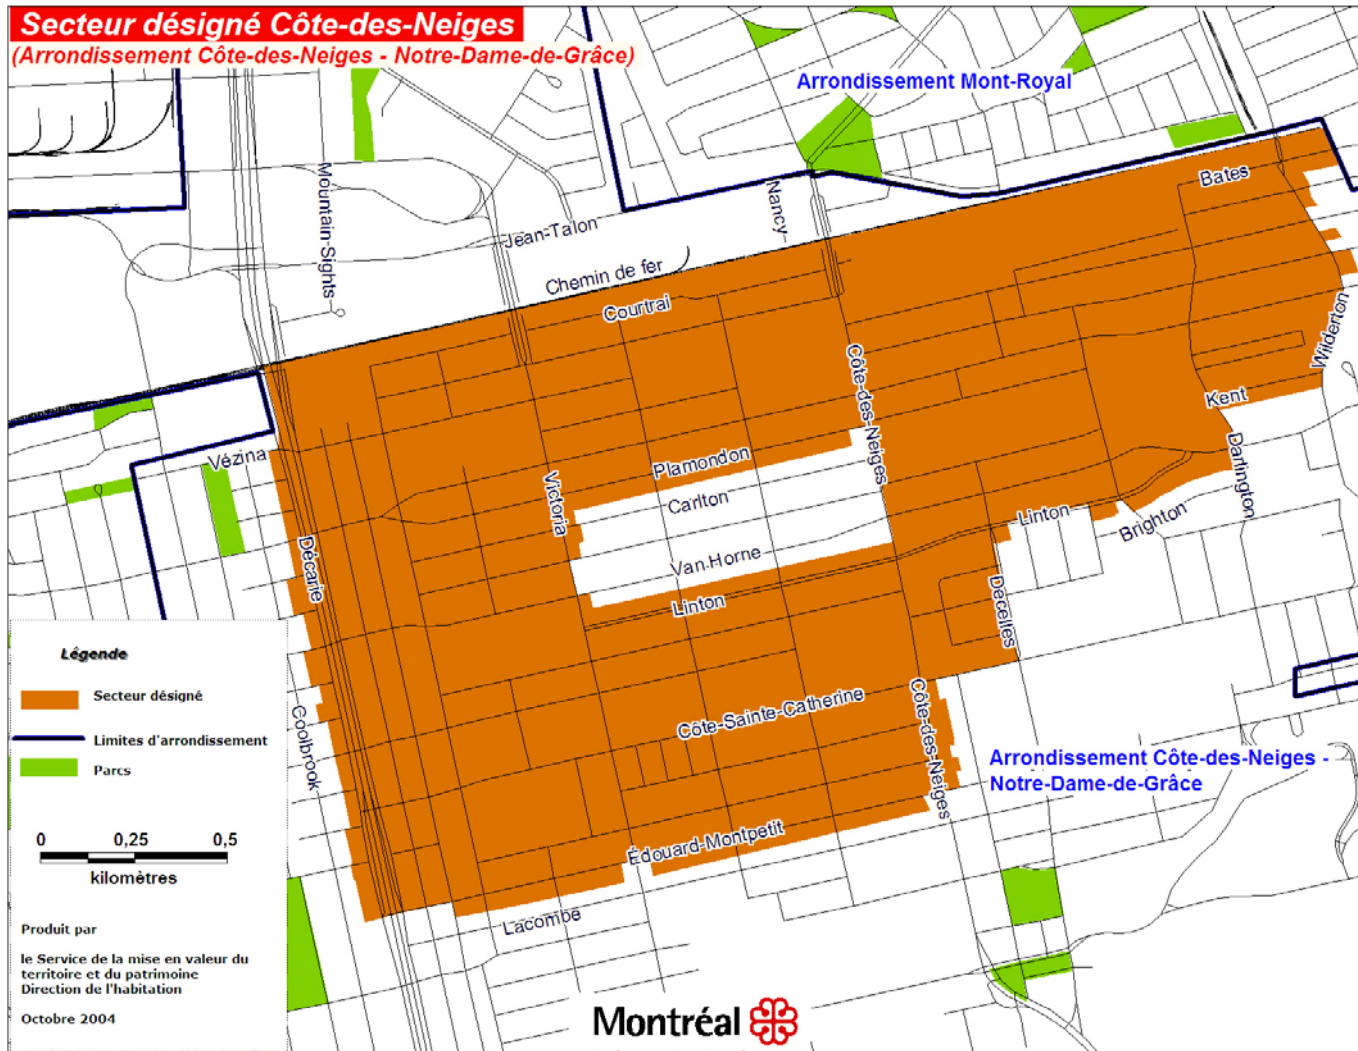 Secteur désigné Côte-des-Neiges
(Arrondissement Côte-des-Neiges - Notre-Dame-de-Grâce)
Arrondissement Mont-Royal
Mountain-Sights
Nancy
Bates
Jean-Talon
Chemin de fer
Courtrai
Wilderton
Côte-des-Neiges
Kent
Vézina
Plamondon
Darlington
Victoria
Carlton
Linton
Brighton
Décarie
Van-Horne
Linton
Decelles
Légende
Secteur désigné
Limites d'arrondissement
Parcs
Coolbrook
Côte-Sainte-Catherine
Côte-des-Neiges
Arrondissement Côte-des-Neiges -
Notre-Dame-de-Grâce
0 0,25 0,5
kilomètres
Édouard-Montpetit
Lacombe
Produit par
le Service de la mise en valeur du
territoire et du patrimoine
Direction de l'habitation
Octobre 2004
Montréal